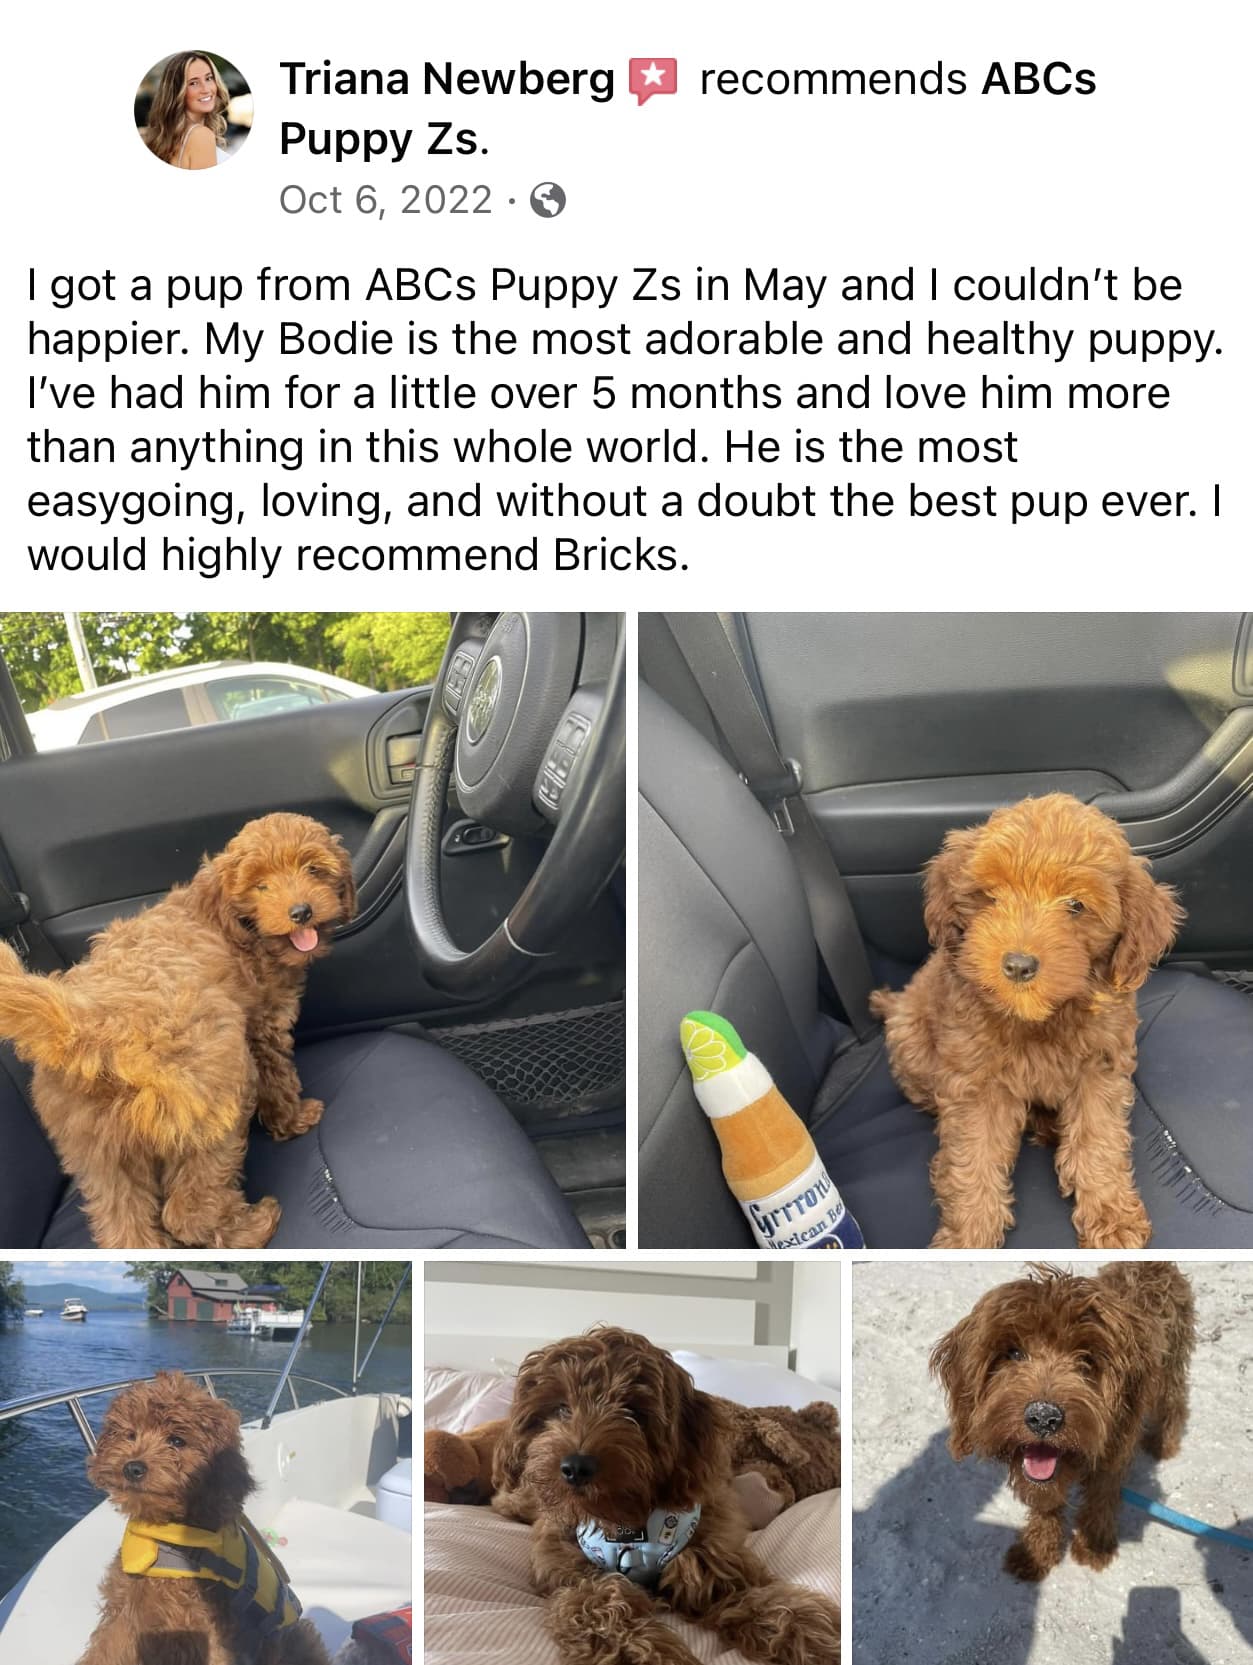 Triana Newberg recommends ABCs
Puppy Zs.
Oct 6, 2022 ·
I got a pup from ABCs Puppy Zs in May and I couldn’t be
happier. My Bodie is the most adorable and healthy puppy.
I’ve had him for a little over 5 months and love him more
than anything in this whole world. He is the most
easygoing, loving, and without a doubt the best pup ever. I
would highly recommend Bricks.
Grrrona
Mexican Be